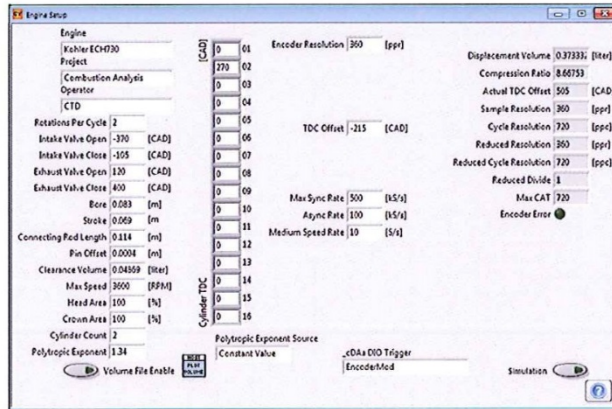 Engine Setup
Engine
Kohler ECH730
Project
Combustion Analysis
Operator
CTD
Rotations Per Cycle 2
Intake Valve Open -370 [CAD]
Intake Valve Close -105 [CAD]
Exhaust Valve Open 120 [CAD]
Exhaust Valve Close 400 [CAD]
Bore 0.083 [m]
Stroke 0.069 [m
Connecting Rod Length 0.114 [m]
Pin Offset 0.0004 [m]
Clearance Volume 0.04869 [liter]
Max Speed 3600 [RPM]
Head Area 100 [%]
Crown Area 100 [%]
Cylinder Count 2
Polytropic Exponent 1.34
Volume File Enable
PLOT
VOLUME
[CAD]
0 01
270 02
0 03
0 04
0 05
0 06
0 07
0 08
0 09
0 10
0 11
0 12
0 13
0 14
0 15
0 16
Cylinder TDC
Polytropic Exponent Source
Constant Value
Encoder Resolution 360 [ppr]
TDC Offset -215 [CAD]
Max Sync Rate 500 [kS/s]
Async Rate 100 [kS/s]
Medium Speed Rate 10 [S/s]
_cDAQ DIO Trigger
EncoderMod
Displacement Volume 0.37333 [liter]
Compression Ratio 8.66753
Actual TDC Offset 505 [CAD
Sample Resolution 360 [ppr]
Cycle Resolution 720 [ppc]
Reduced Resolution 360 [ppr]
Reduced Cycle Resolution 720 [ppc]
Reduced Divide 1
Max CAT 720
Encoder Error
Simulation
?